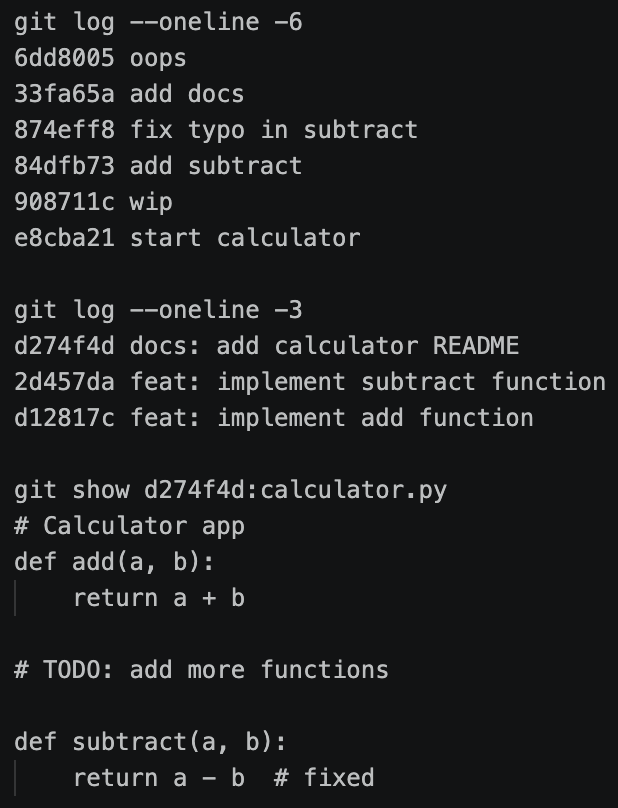 git log --oneline -6
6dd8005 oops
33fa65a add docs
874eff8 fix typo in subtract
84dfb73 add subtract
908711c wip
e8cba21 start calculator

git log --oneline -3
d274f4d docs: add calculator README
2d457da feat: implement subtract function
d12817c feat: implement add function

git show d274f4d:calculator.py
# Calculator app
def add(a, b):
    return a + b

# TODO: add more functions

def subtract(a, b):
    return a - b  # fixed